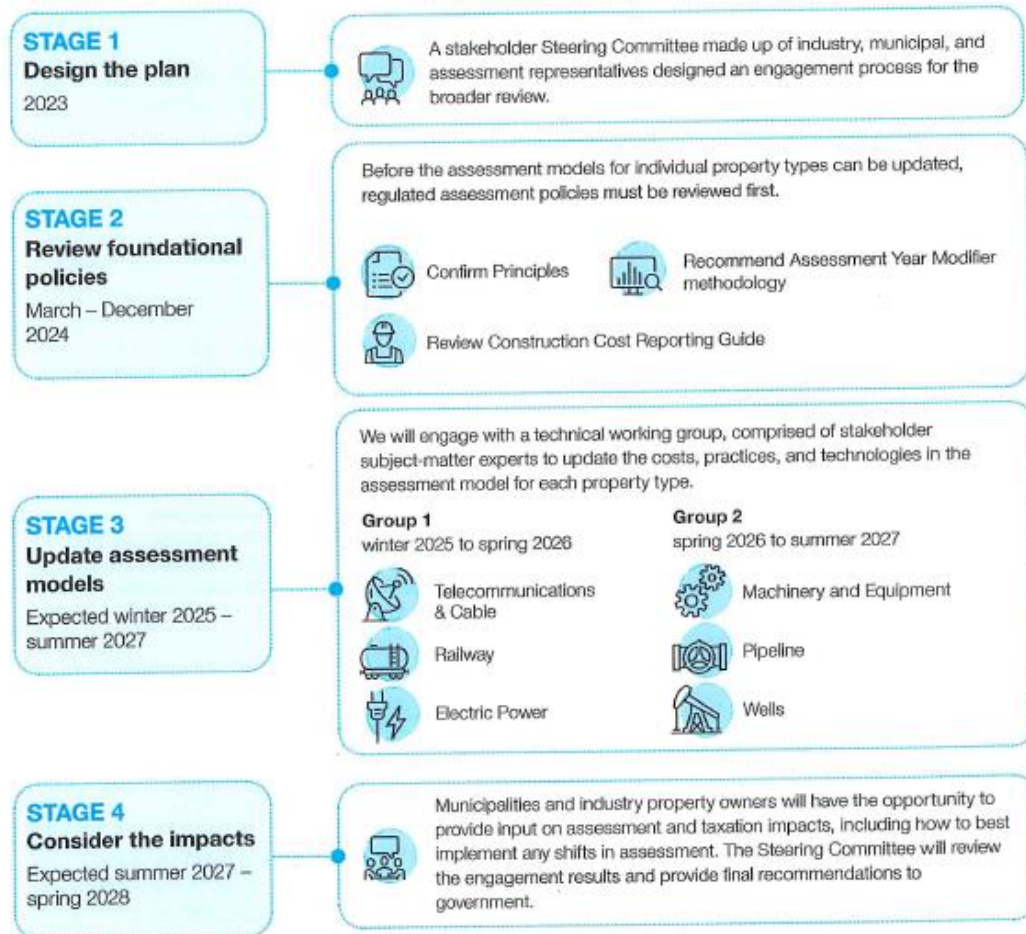 STAGE 1
Design the plan
2023
A stakeholder Steering Committee made up of industry, municipal, and
assessment representatives designed an engagement process for the
broader review.
STAGE 2
Review foundational
policies
March – December
2024
Before the assessment models for individual property types can be updated,
regulated assessment policies must be reviewed first.
Confirm Principles
Recommend Assessment Year Modifier
methodology
Review Construction Cost Reporting Guide
STAGE 3
Update assessment
models
Expected winter 2025 –
summer 2027
We will engage with a technical working group, comprised of stakeholder
subject-matter experts to update the costs, practices, and technologies in the
assessment model for each property type.
Group 1
winter 2025 to spring 2026
Telecommunications
& Cable
Railway
Electric Power
Group 2
spring 2026 to summer 2027
Machinery and Equipment
Pipeline
Wells
STAGE 4
Consider the impacts
Expected summer 2027 –
spring 2028
Municipalities and industry property owners will have the opportunity to
provide input on assessment and taxation impacts, including how to best
implement any shifts in assessment. The Steering Committee will review
the engagement results and provide final recommendations to
government.